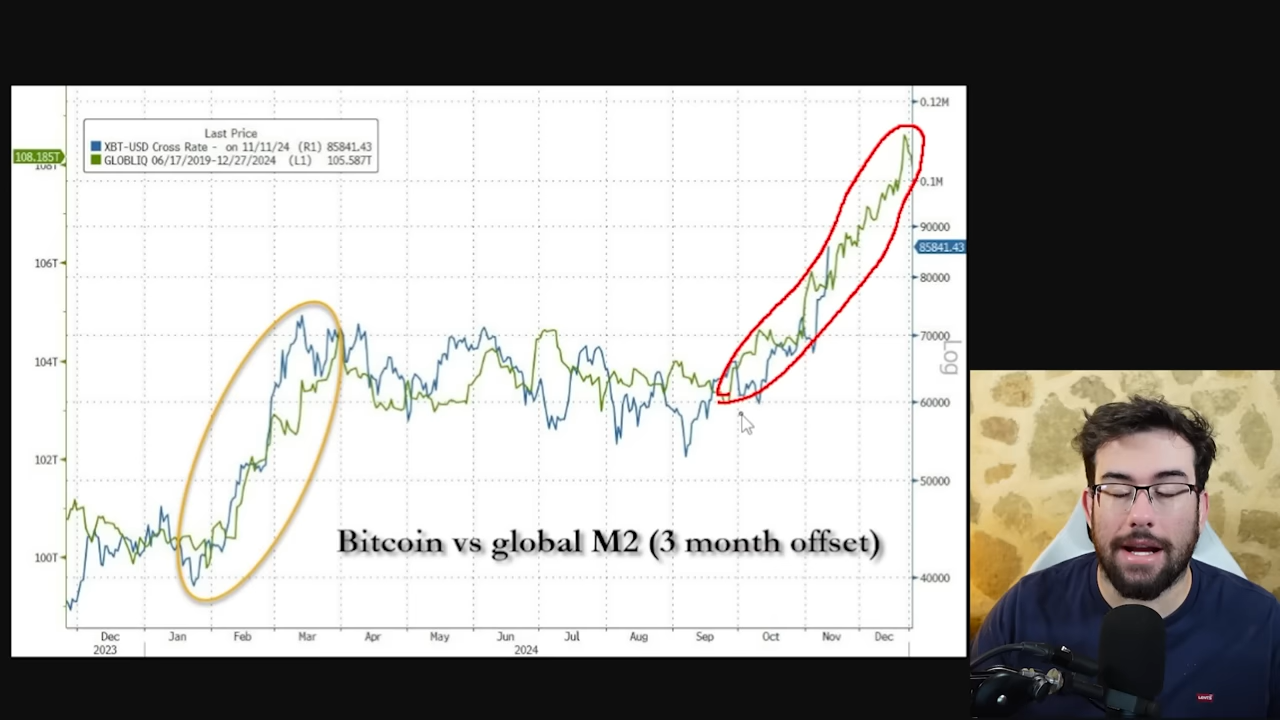 Last Price
XBT-USD Cross Rate - on 11/11/24 (R1) 85841.43
GLOBLIQ 06/17/2019-12/27/2024 (L1) 105.587T
108.185T
108T
106T
104T
102T
100T
0.12M
0.1M
90000
85841.43
80000
70000
60000
50000
40000
Log
Bitcoin vs global M2 (3 month offset)
Dec Jan Feb Mar Apr May Jun Jul Aug Sep Oct Nov Dec
2023 2024
Levi's